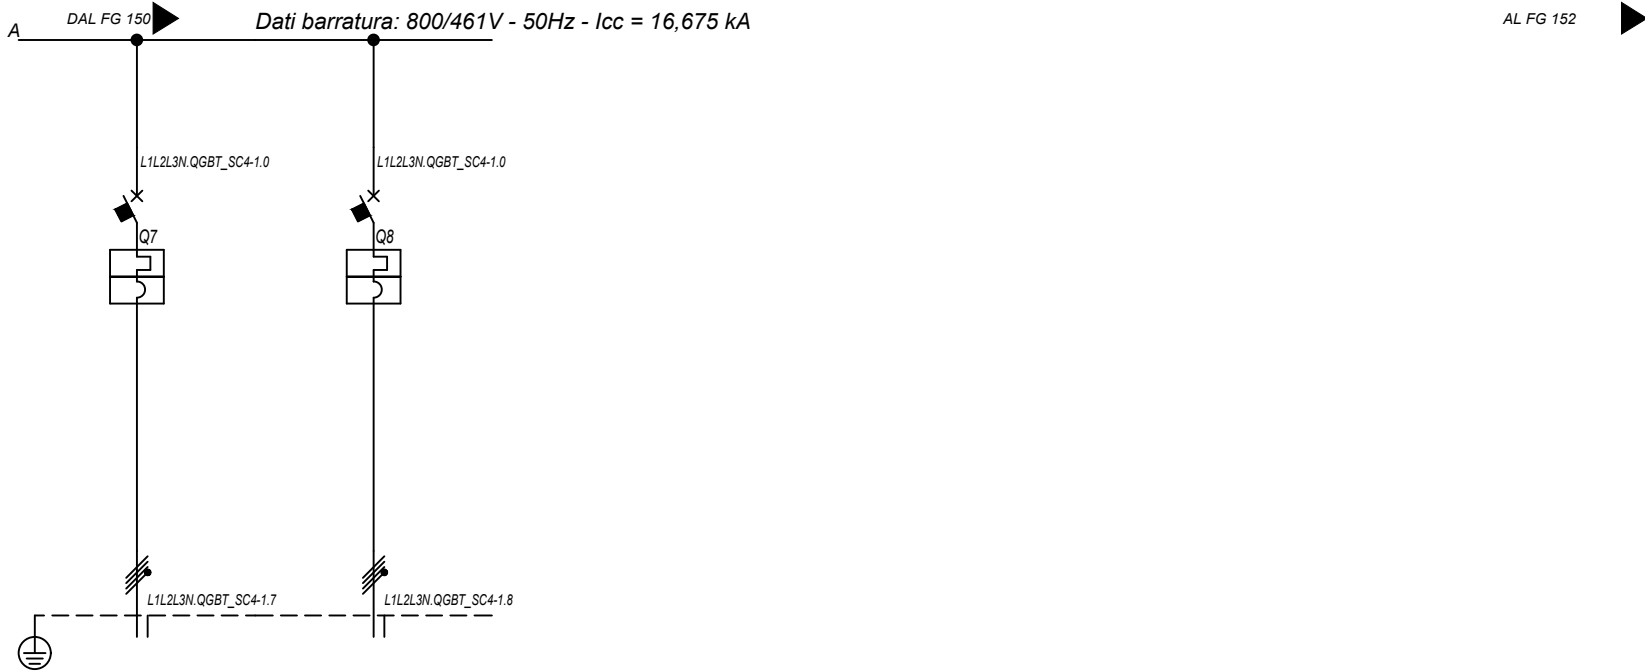 DAL FG 150
Dati barratura: 800/461V - 50Hz - Icc = 16,675 kA
AL FG 152
A
L1L2L3N.QGBT_SC4-1.0
L1L2L3N.QGBT_SC4-1.0
Q7
Q8
L1L2L3N.QGBT_SC4-1.7
L1L2L3N.QGBT_SC4-1.8